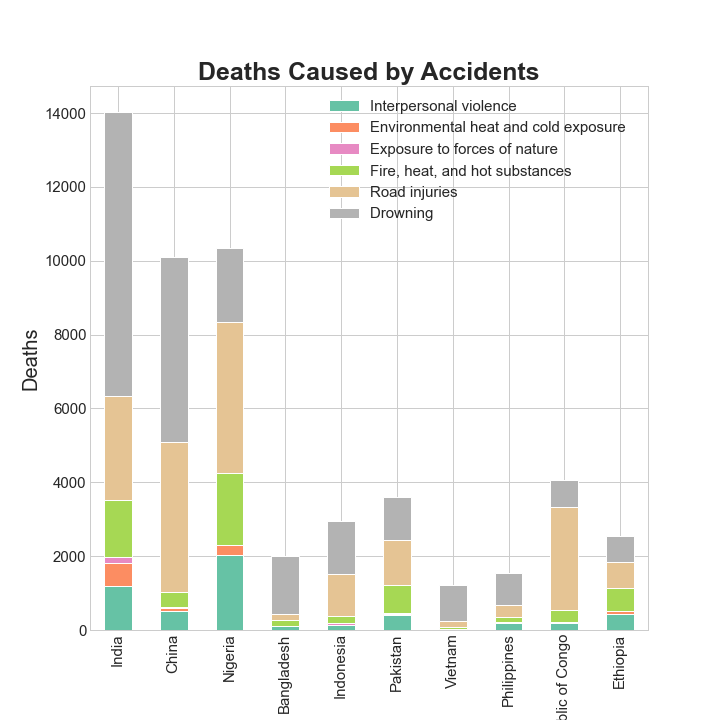 Deaths Caused by Accidents
Interpersonal violence
Environmental heat and cold exposure
Exposure to forces of nature
Fire, heat, and hot substances
Road injuries
Drowning
Deaths
14000
12000
10000
8000
6000
4000
2000
0
India
China
Nigeria
Bangladesh
Indonesia
Pakistan
Vietnam
Philippines
blic of Congo
Ethiopia